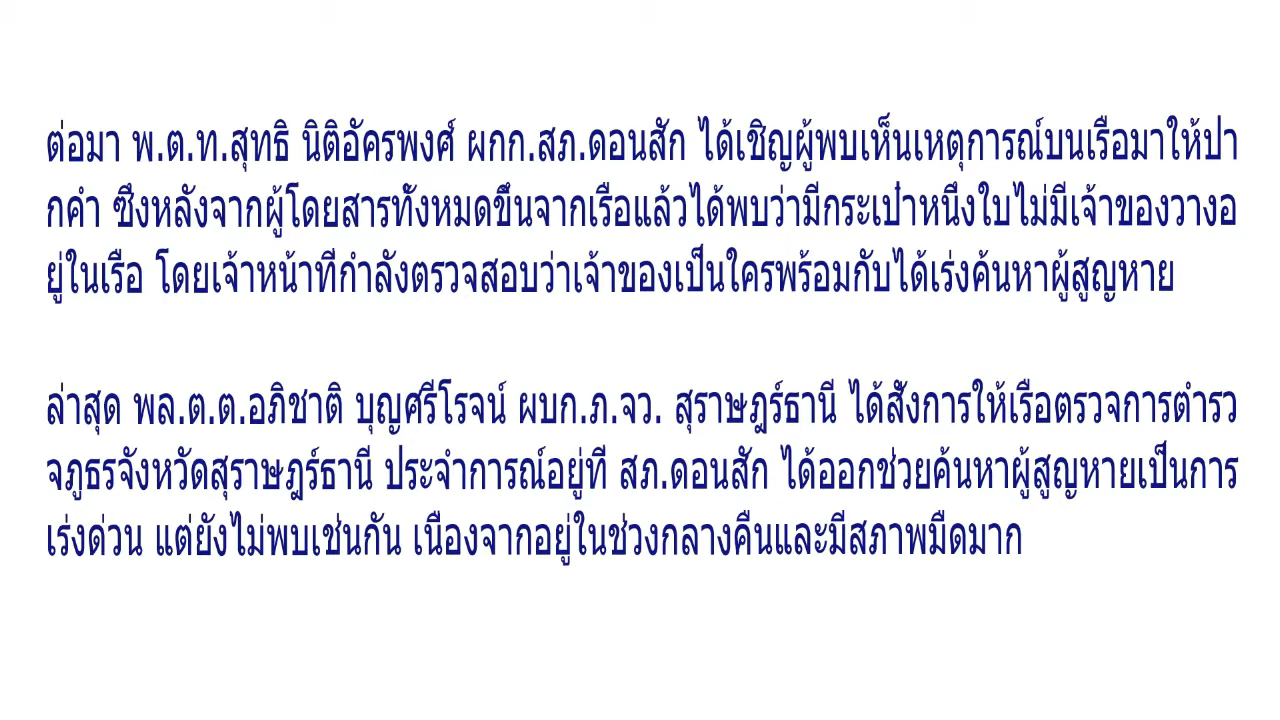 ต่อมา พ.ต.ท.สุทธิ นิติอัครพงศ์ ผกก.สภ.ดอนสัก ได้เชิญผู้พบเห็นเหตุการณ์บนเรือมาให้ปา
กคำ ซึ่งหลังจากผู้โดยสารทั้งหมดขึ้นจากเรือแล้วได้พบว่ามีกระเป๋าหนึ่งใบไม่มีเจ้าของวางอ
ยู่ในเรือ โดยเจ้าหน้าที่กำลังตรวจสอบว่าเจ้าของเป็นใครพร้อมกับได้เร่งค้นหาผู้สูญหาย
ล่าสุด พล.ต.ต.อภิชาติ บุญศรีโรจน์ ผบก.ภ.จว. สุราษฎร์ธานี ได้สั่งการให้เรือตรวจการตำรว
จภูธรจังหวัดสุราษฎร์ธานี ประจำการณ์อยู่ที่ สภ.ดอนสัก ได้ออกช่วยค้นหาผู้สูญหายเป็นการ
เร่งด่วน แต่ยังไม่พบเช่นกัน เนื่องจากอยู่ในช่วงกลางคืนและมีสภาพมืดมาก